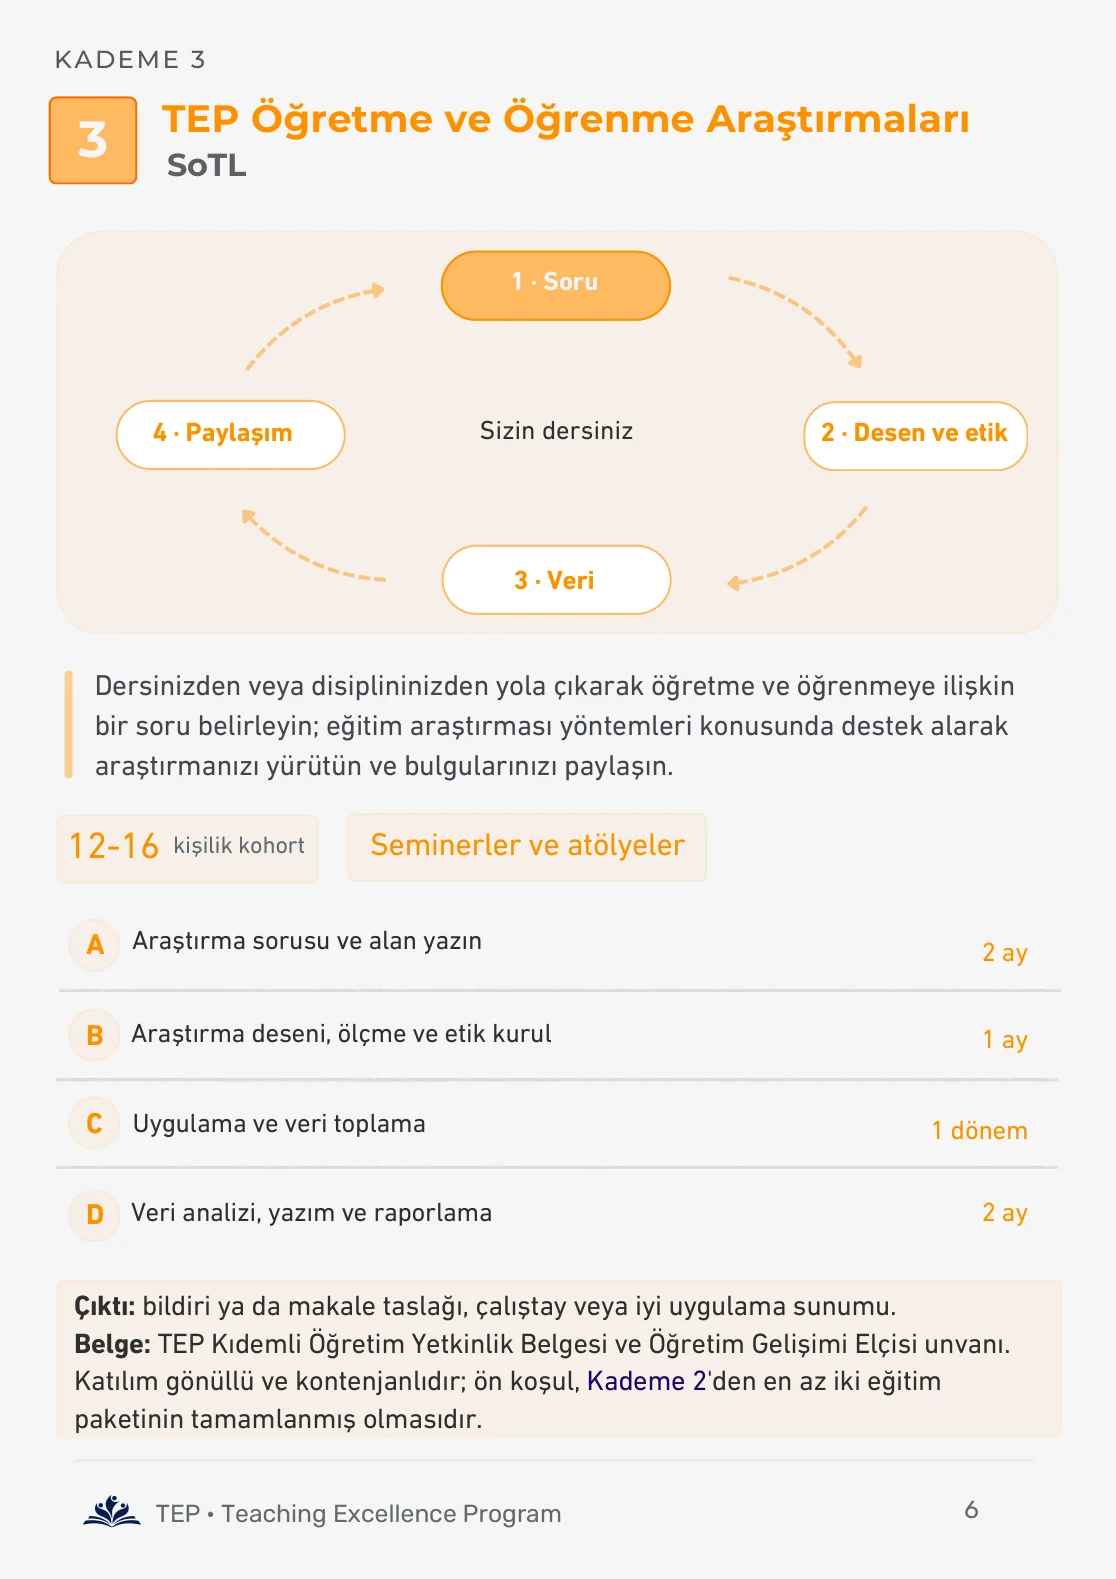 KADEME 3
3
TEP Öğretme ve Öğrenme Araştırmaları
SoTL
1 · Soru
4 · Paylaşım
Sizin dersiniz
2 · Desen ve etik
3 · Veri
Dersinizden veya disiplininizden yola çıkarak öğretme ve öğrenmeye ilişkin
bir soru belirleyin; eğitim araştırması yöntemleri konusunda destek alarak
araştırmanızı yürütün ve bulgularınızı paylaşın.
12-16 kişilik kohort
Seminerler ve atölyeler
A Araştırma sorusu ve alan yazın 2 ay
B Araştırma deseni, ölçme ve etik kurul 1 ay
C Uygulama ve veri toplama 1 dönem
D Veri analizi, yazım ve raporlama 2 ay
Çıktı: bildiri ya da makale taslağı, çalıştay veya iyi uygulama sunumu.
Belge: TEP Kıdemli Öğretim Yetkinlik Belgesi ve Öğretim Gelişimi Elçisi unvanı.
Katılım gönüllü ve kontenjanlıdır; ön koşul, Kademe 2'den en az iki eğitim
paketinin tamamlanmış olmasıdır.
TEP • Teaching Excellence Program
6